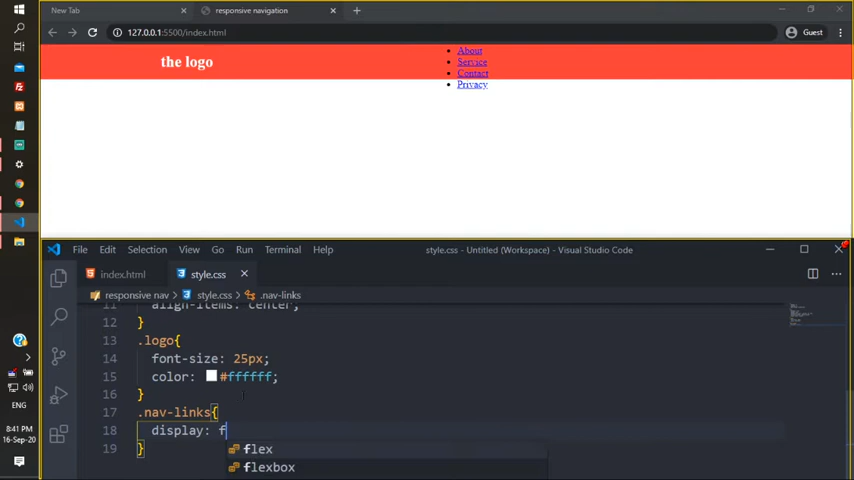 New Tab
responsive navigation
127.0.0.1:5500/index.html
Guest
the logo
About
Service
Contact
Privacy
File Edit Selection View Go Run Terminal Help
style.css - Untitled (Workspace) - Visual Studio Code
index.html
style.css
responsive nav > style.css > .nav-links
11 align-items: center;
12 }
13 .logo{
14 font-size: 25px;
15 color: #ffffff;
16 }
17 .nav-links{
18 display: f
19 }
flex
flexbox
ENG
8:41 PM
16-Sep-20